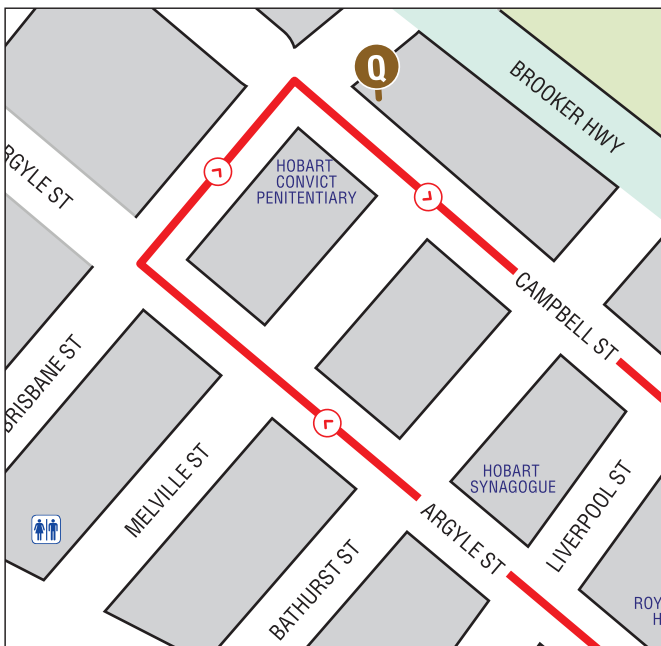 Q
BROOKER HWY
HOBART
CONVICT
PENITENTIARY
RGYLE ST
CAMPBELL ST
BRISBANE ST
MELVILLE ST
HOBART
SYNAGOGUE
LIVERPOOL ST
ARGYLE ST
BATHURST ST
ROY
H